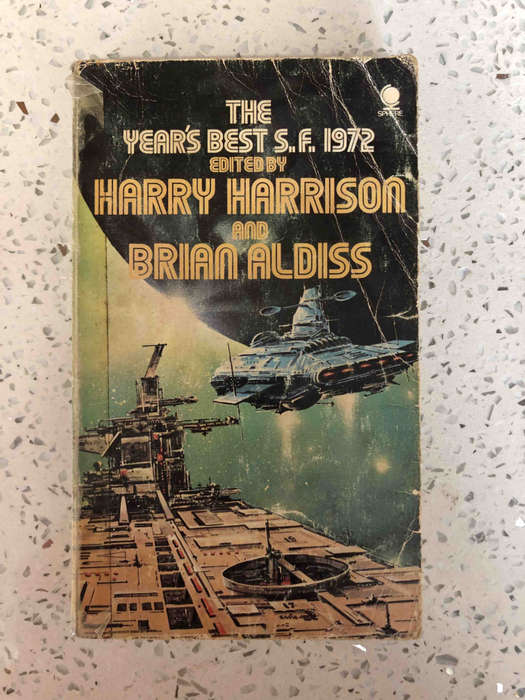 SPHERE
THE
YEAR'S BEST S.F. 1972
EDITED BY
HARRY HARRISON
AND
BRIAN ALDISS